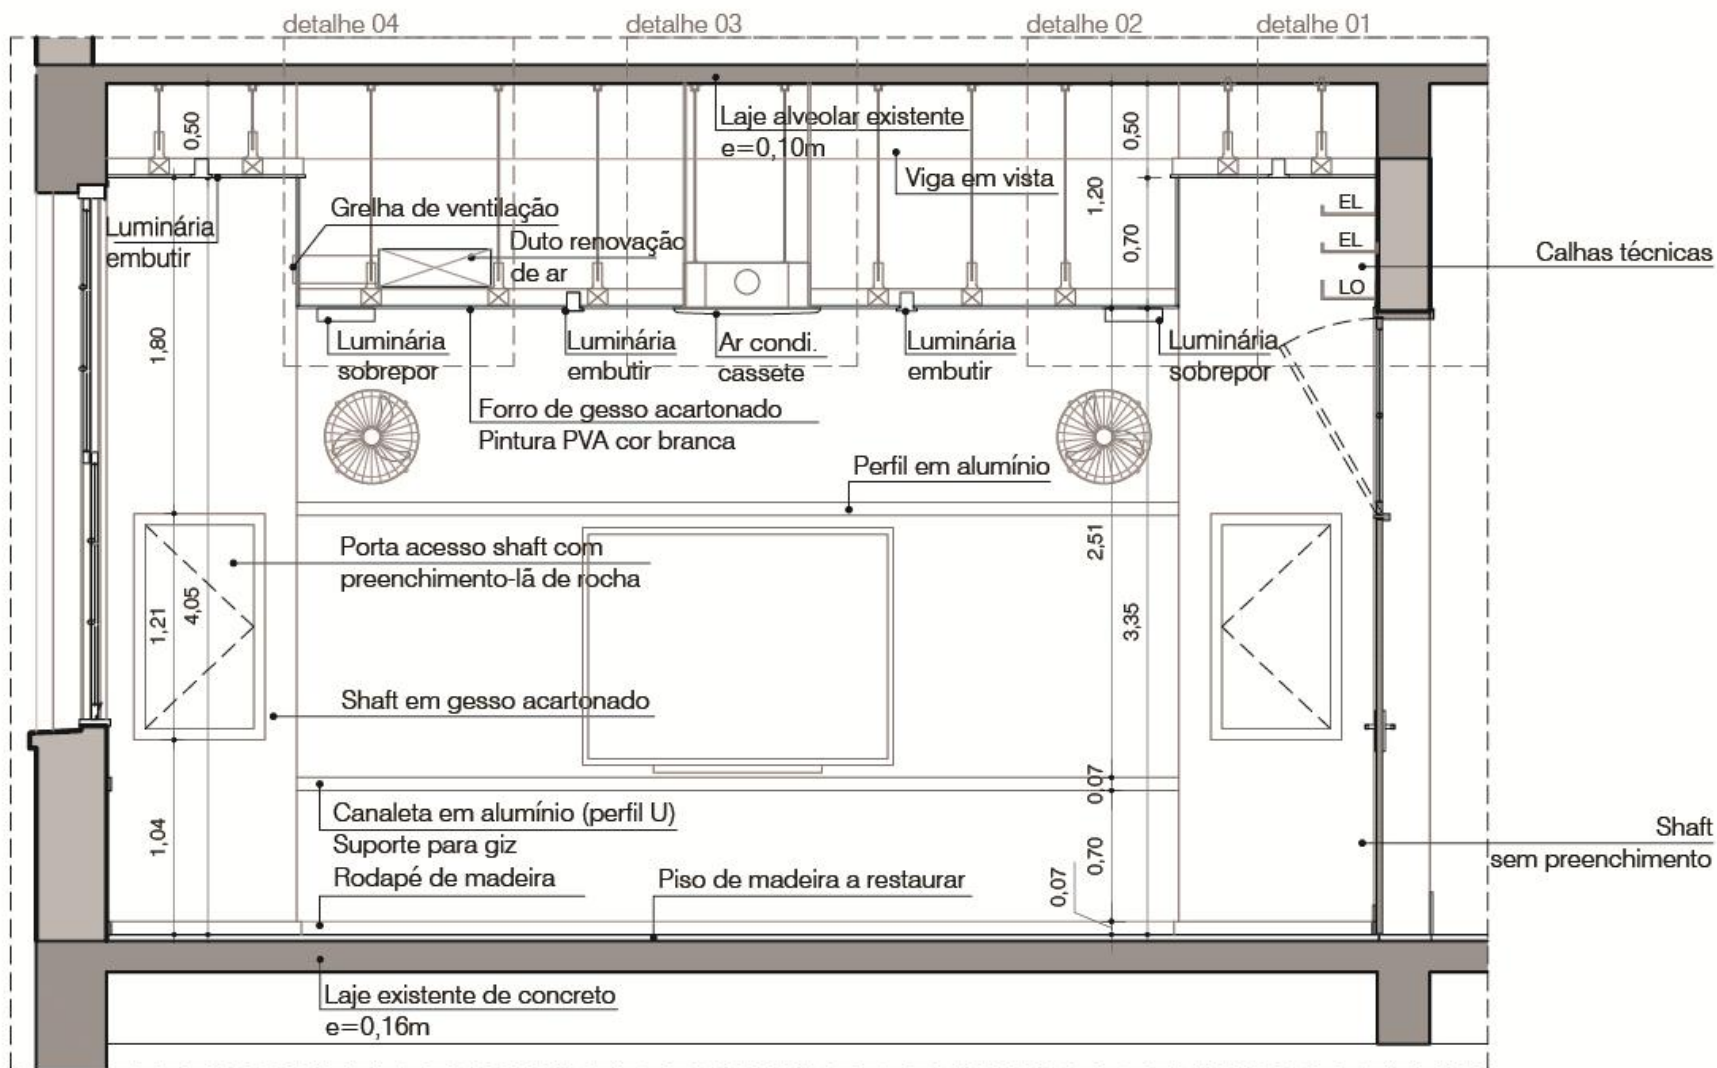 detalhe 04
detalhe 03
detalhe 02
detalhe 01
0,50
Laje alveolar existente
e=0,10m
0,50
Viga em vista
1,20
EL
Grelha de ventilação
Luminária
embutir
Duto renovação
de ar
0,70
EL
Calhas técnicas
LO
1,80
Luminária
sobrepor
Luminária
embutir
Ar condi.
cassete
Luminária
embutir
Luminária
sobrepor
Forro de gesso acartonado
Pintura PVA cor branca
Perfil em alumínio
Porta acesso shaft com
preenchimento-lã de rocha
2,51
1,21
4,05
3,35
Shaft em gesso acartonado
0,07
Canaleta em alumínio (perfil U)
Suporte para giz
1,04
0,70
Shaft
sem preenchimento
Rodapé de madeira
Piso de madeira a restaurar
0,07
Laje existente de concreto
e=0,16m